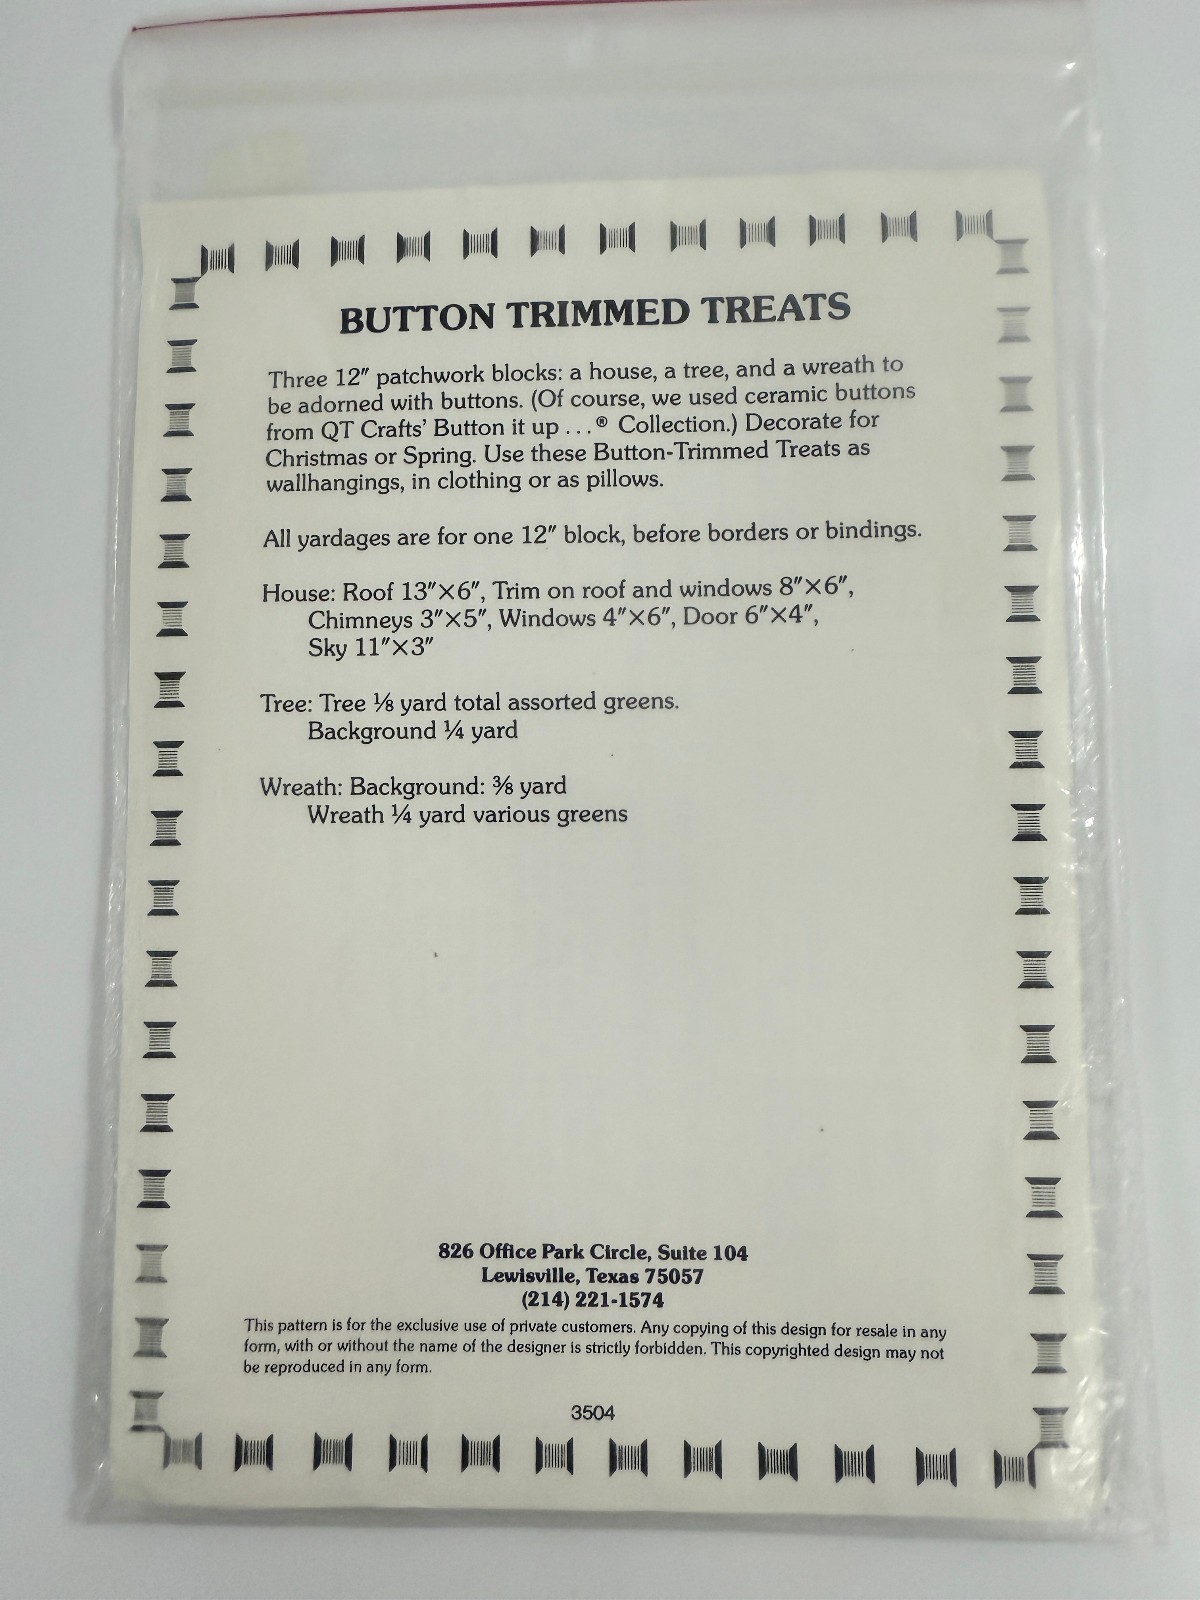 BUTTON TRIMMED TREATS
Three 12″ patchwork blocks: a house, a tree, and a wreath to
be adorned with buttons. (Of course, we used ceramic buttons
from QT Crafts' Button it up . . . ® Collection.) Decorate for
Christmas or Spring. Use these Button-Trimmed Treats as
wallhangings, in clothing or as pillows.
All yardages are for one 12″ block, before borders or bindings.
House: Roof 13″×6″, Trim on roof and windows 8″×6″,
Chimneys 3″×5″, Windows 4″×6″, Door 6″×4″,
Sky 11″×3″
Tree: Tree ⅛ yard total assorted greens.
Background ¼ yard
Wreath: Background: ⅜ yard
Wreath ¼ yard various greens
826 Office Park Circle, Suite 104
Lewisville, Texas 75057
(214) 221-1574
This pattern is for the exclusive use of private customers. Any copying of this design for resale in any
form, with or without the name of the designer is strictly forbidden. This copyrighted design may not
be reproduced in any form.
3504